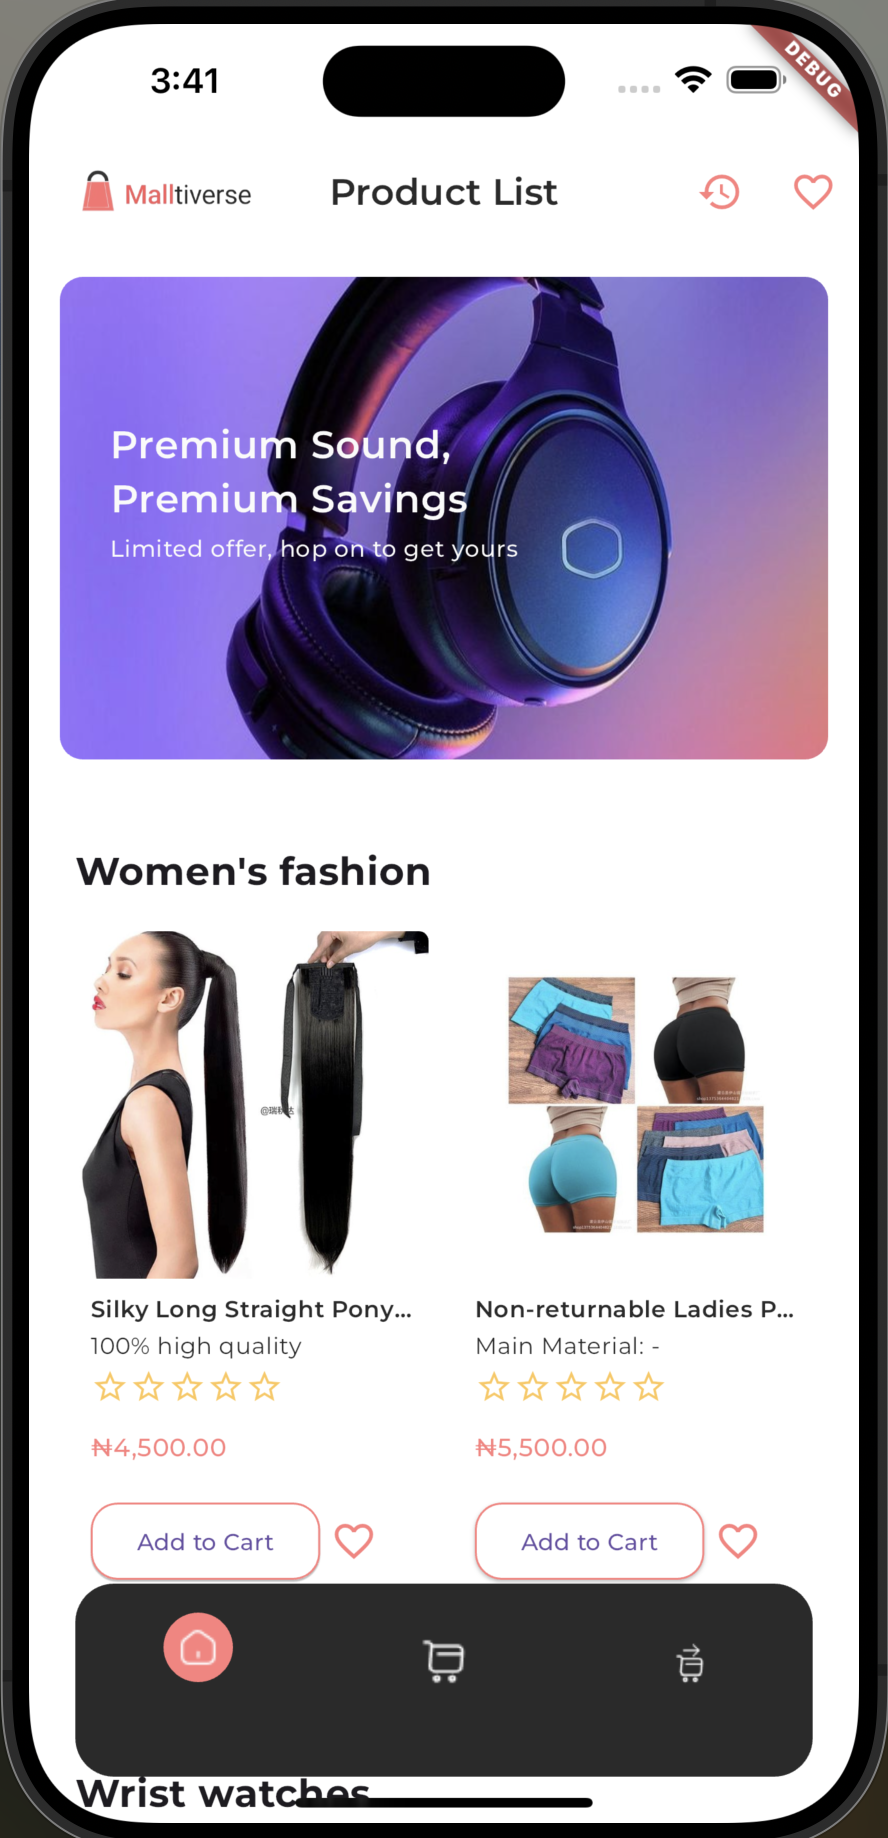 3:41
DEBUG
Malltiverse
Product List
Premium Sound,
Premium Savings
Limited offer, hop on to get yours
Women's fashion
Silky Long Straight Pony...
100% high quality
₦4,500.00
Add to Cart
Non-returnable Ladies P...
Main Material: -
₦5,500.00
Add to Cart
Wrist watches